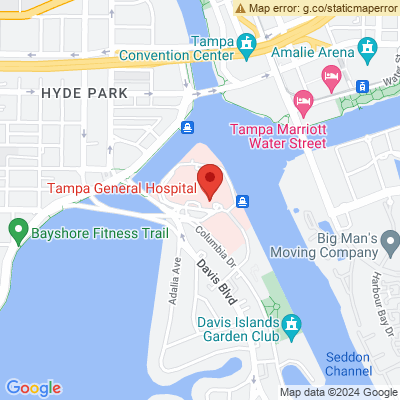 Map error: g.co/staticmaperror
Tampa
Convention Center
Amalie Arena
HYDE PARK
Water St
Tampa Marriott
Water Street
Tampa General Hospital
Bayshore Fitness Trail
Columbia Dr
Big Man's
Moving Company
Adalia Ave
Davis Blvd
Harbour Bay Dr
Davis Islands
Garden Club
Seddon
Channel
Google
Map data ©2024 Google